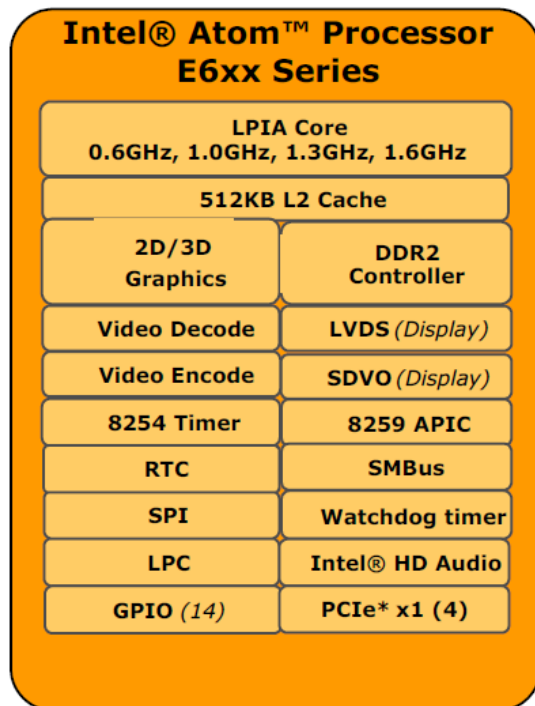 Intel® Atom™ Processor
E6xx Series
LPIA Core
0.6GHz, 1.0GHz, 1.3GHz, 1.6GHz
512KB L2 Cache
2D/3D
Graphics
DDR2
Controller
Video Decode
LVDS (Display)
Video Encode
SDVO (Display)
8254 Timer
8259 APIC
RTC
SMBus
SPI
Watchdog timer
LPC
Intel® HD Audio
GPIO (14)
PCIe* x1 (4)